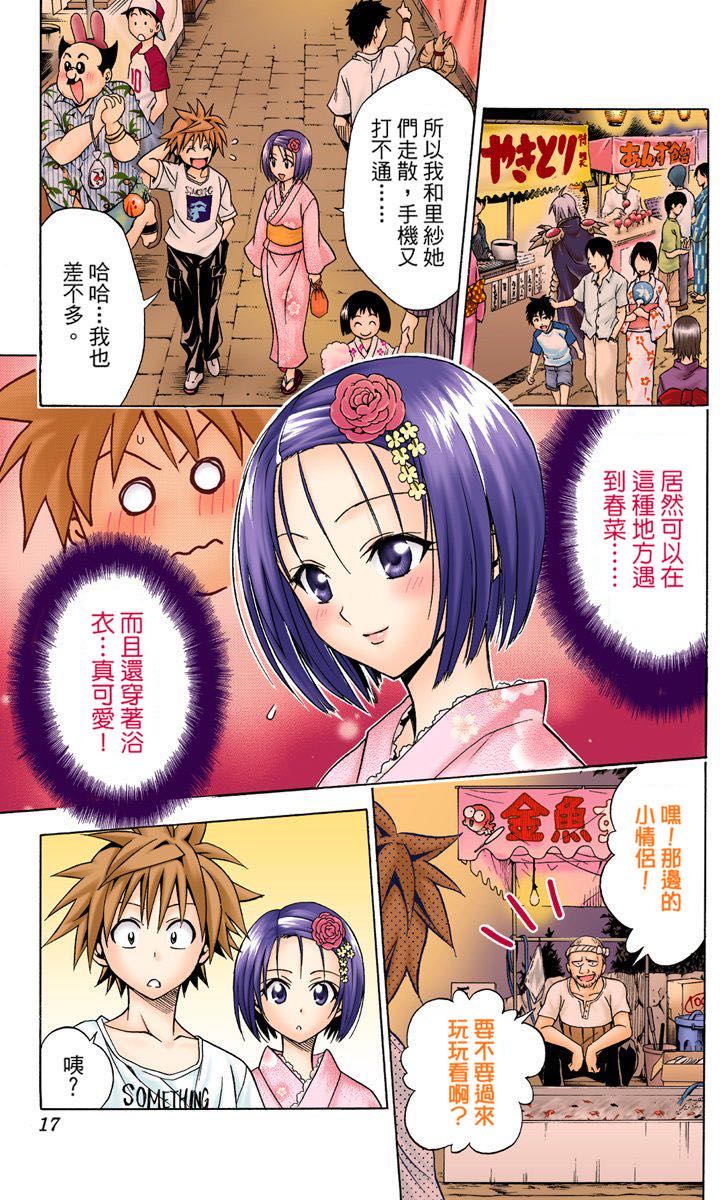 やきとり
あんず飴
所以我和里紗她
們走散，手機又
打不通……
SIMOTO
哈哈…我也
差不多。
10
居然可以在
這種地方遇
到春菜……
而且還穿著浴
衣…真可愛！
嘿！那邊的
小情侶！
金魚
要不要過來
玩玩看啊？
100
咦？
SOMETHING
17